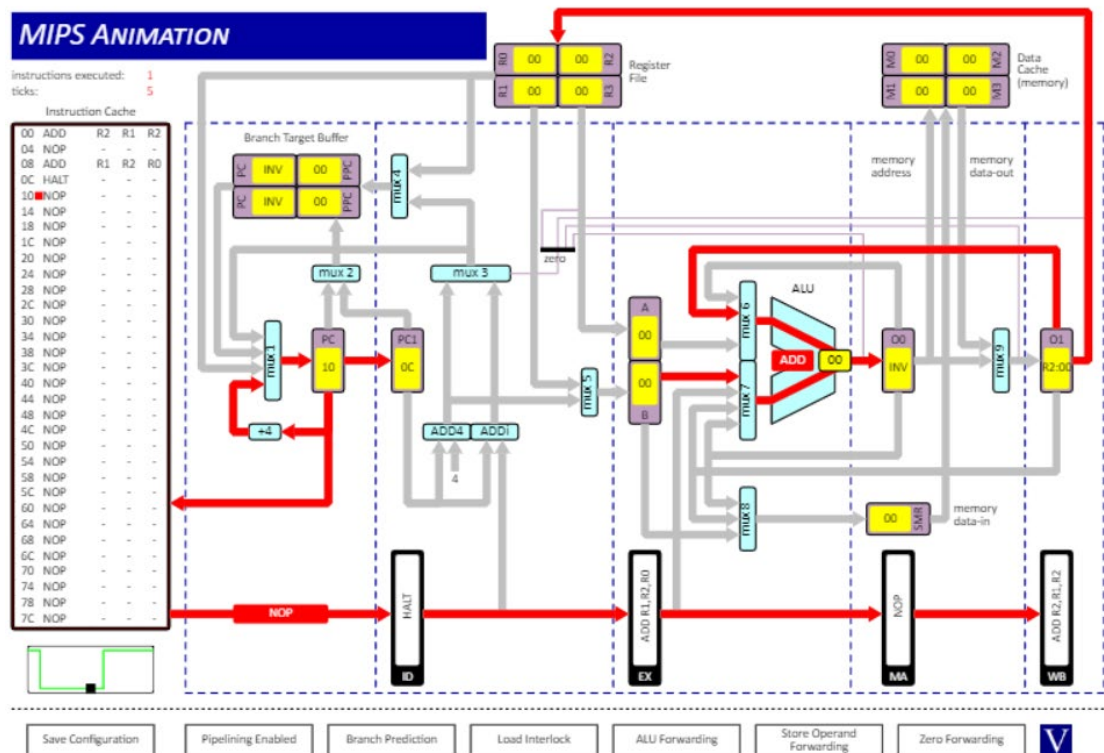 MIPS ANIMATION
instructions executed: 1
ticks: 5
Instruction Cache
00 ADD R2 R1 R2
04 NOP - - -
08 ADD R1 R2 R0
0C HALT - - -
10 NOP - - -
14 NOP - - -
18 NOP - - -
1C NOP - - -
20 NOP - - -
24 NOP - - -
28 NOP - - -
2C NOP - - -
30 NOP - - -
34 NOP - - -
38 NOP - - -
3C NOP - - -
40 NOP - - -
44 NOP - - -
48 NOP - - -
4C NOP - - -
50 NOP - - -
54 NOP - - -
58 NOP - - -
5C NOP - - -
60 NOP - - -
64 NOP - - -
68 NOP - - -
6C NOP - - -
70 NOP - - -
74 NOP - - -
78 NOP - - -
7C NOP - - -
R0 00 00 R2
R1 00 00 R3
Register
File
M0 00 00 M2
M1 00 00 M3
Data
Cache
(memory)
Branch Target Buffer
PC INV 00 PPC
PC INV 00 PPC
mux 4
memory
address
memory
data-out
zero
mux 2
mux 3
mux 1
PC
10
PC1
0C
+4
ADD4
ADDi
4
mux 5
A
00
00
B
mux 6
mux 7
ALU
ADD
00
O0
INV
mux 9
O1
R2:00
mux 8
00
SMR
memory
data-in
NOP
HALT
ID
ADD R1,R2,R0
EX
NOP
MA
ADD R2,R1,R2
WB
Save Configuration
Pipelining Enabled
Branch Prediction
Load Interlock
ALU Forwarding
Store Operand
Forwarding
Zero Forwarding
V